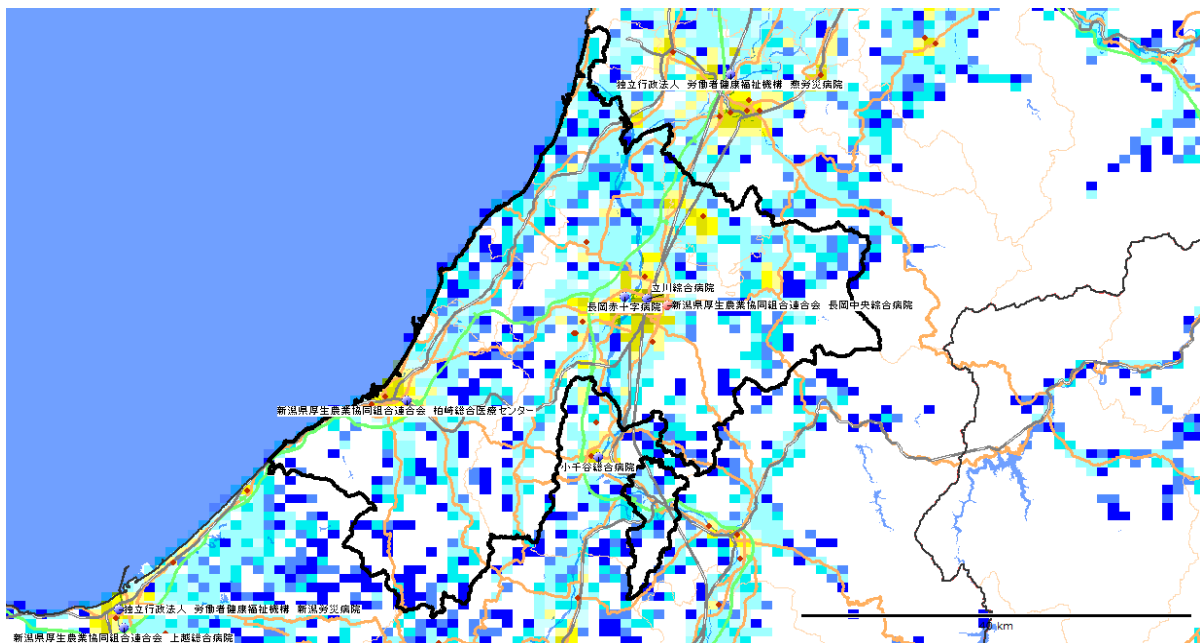 独立行政法人 労働者健康福祉機構 燕労災病院
立川綜合病院
長岡赤十字病院
新潟県厚生農業協同組合連合会 長岡中央綜合病院
新潟県厚生農業協同組合連合会 柏崎総合医療センター
小千谷総合病院
独立行政法人 労働者健康福祉機構 新潟労災病院
新潟県厚生農業協同組合連合会 上越総合病院